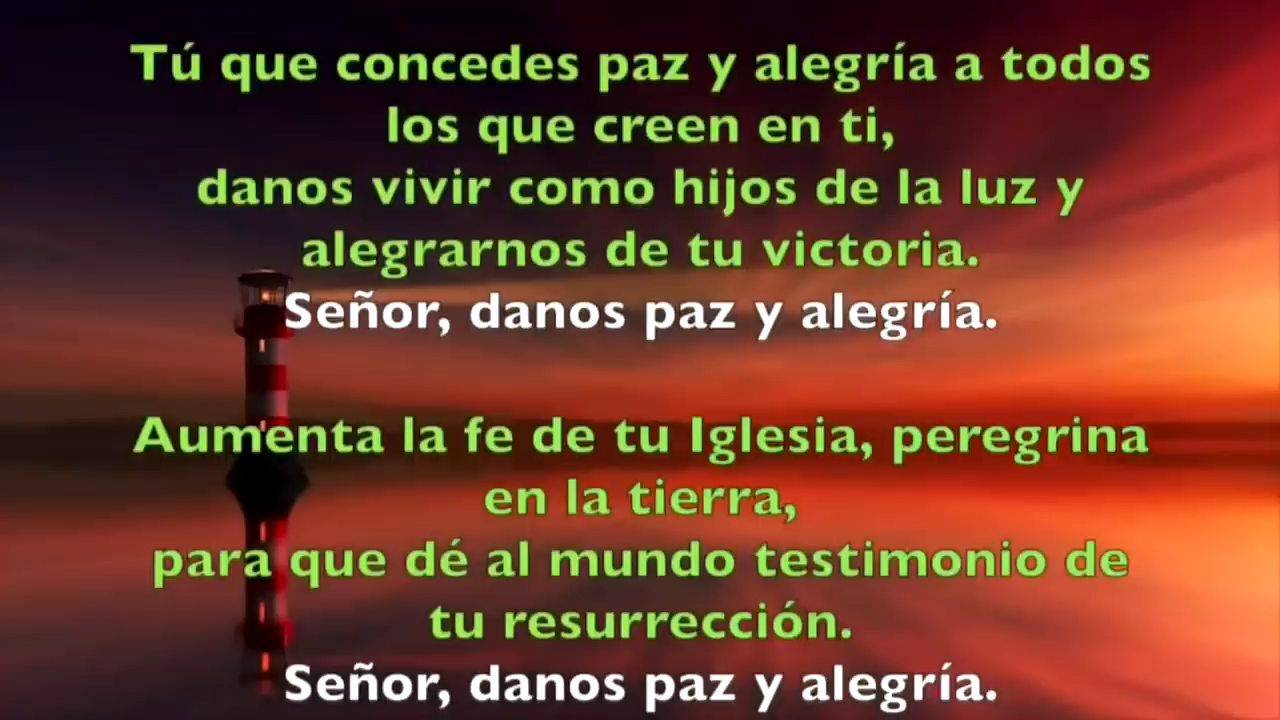 Tú que concedes paz y alegría a todos
los que creen en ti,
danos vivir como hijos de la luz y
alegrarnos de tu victoria.
Señor, danos paz y alegría.
Aumenta la fe de tu Iglesia, peregrina
en la tierra,
para que dé al mundo testimonio de
tu resurrección.
Señor, danos paz y alegría.